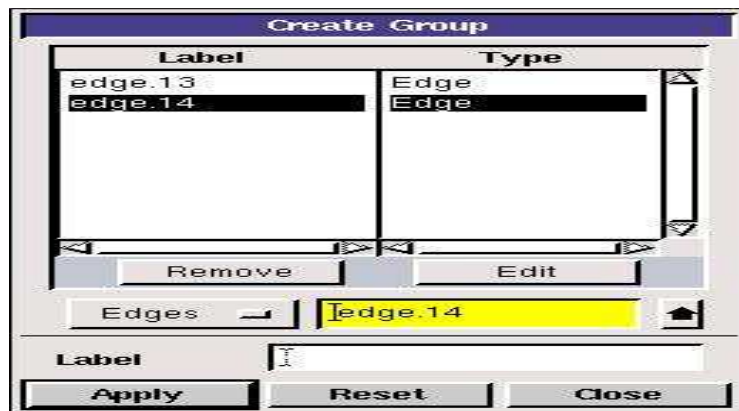 Create Group
Label Type
edge.13 Edge
edge.14 Edge
Remove Edit
Edges edge.14
Label
Apply Reset Close